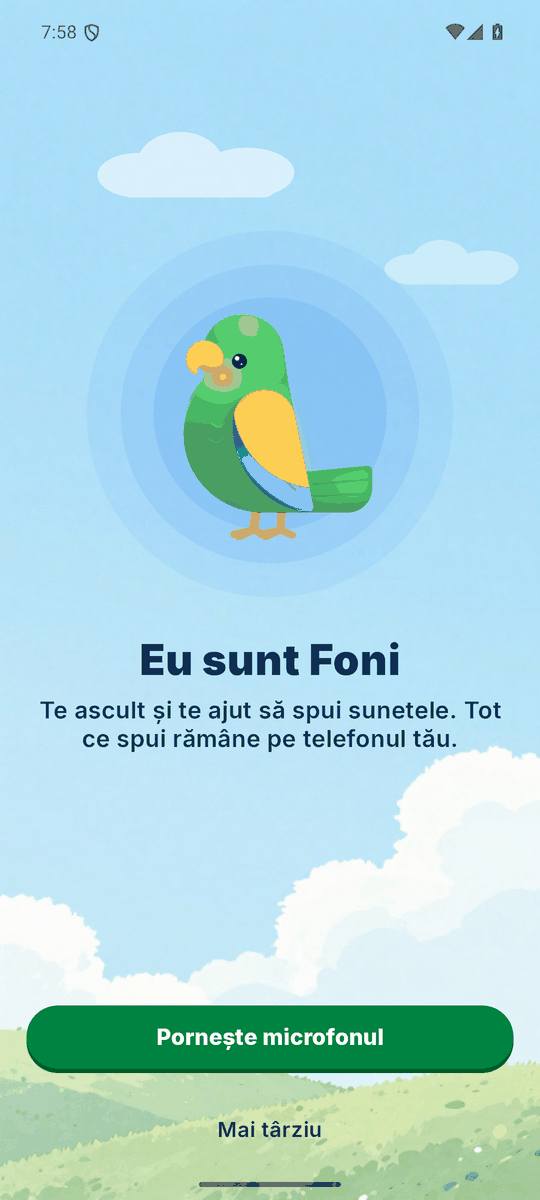 7:58
Eu sunt Foni
Te ascult și te ajut să spui sunetele. Tot
ce spui rămâne pe telefonul tău.
Pornește microfonul
Mai târziu